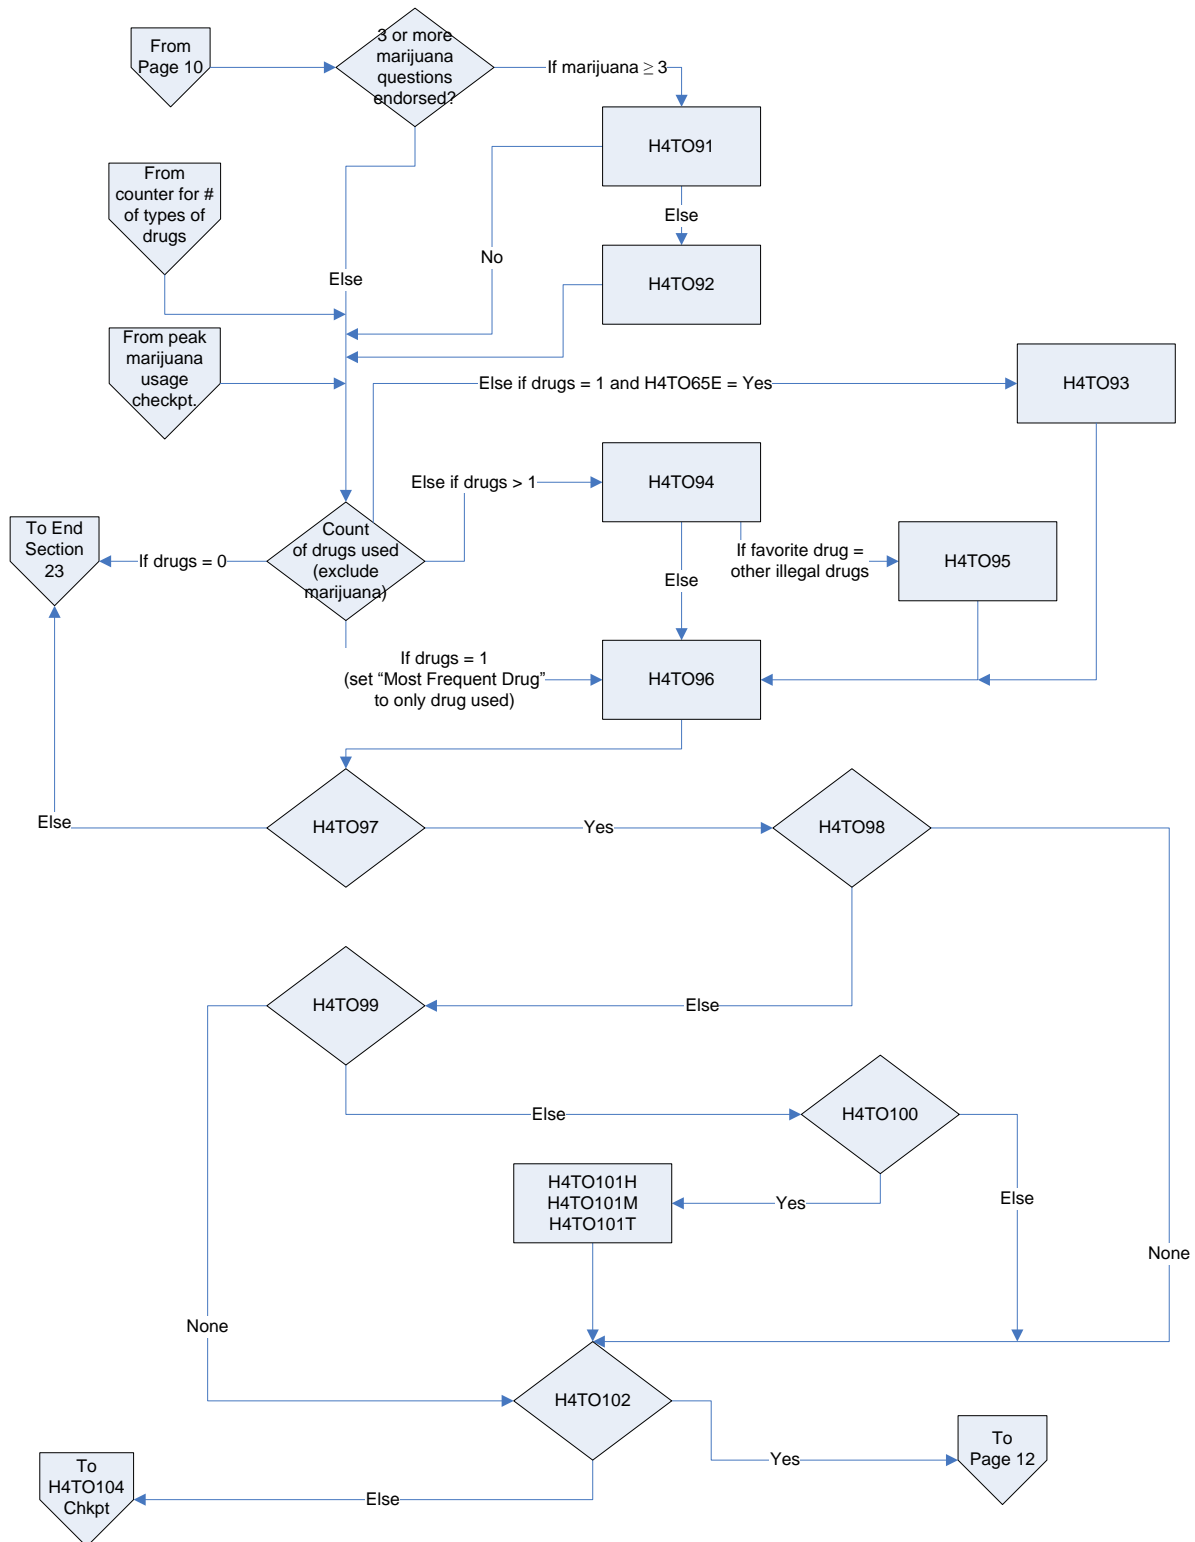 From
Page 10
3 or more
marijuana
questions
endorsed?
If marijuana ≥ 3
H4TO91
From
counter for #
of types of
drugs
Else
No
Else
H4TO92
From peak
marijuana
usage
checkpt.
Else if drugs = 1 and H4TO65E = Yes
H4TO93
Else if drugs > 1
H4TO94
To End
Section
23
If drugs = 0
Count
of drugs used
(exclude
marijuana)
Else
If favorite drug =
other illegal drugs
H4TO95
If drugs = 1
(set “Most Frequent Drug”
to only drug used)
H4TO96
Else
H4TO97
Yes
H4TO98
H4TO99
Else
Else
H4TO100
H4TO101H
H4TO101M
H4TO101T
Yes
Else
None
None
H4TO102
To
H4TO104
Chkpt
Else
Yes
To
Page 12